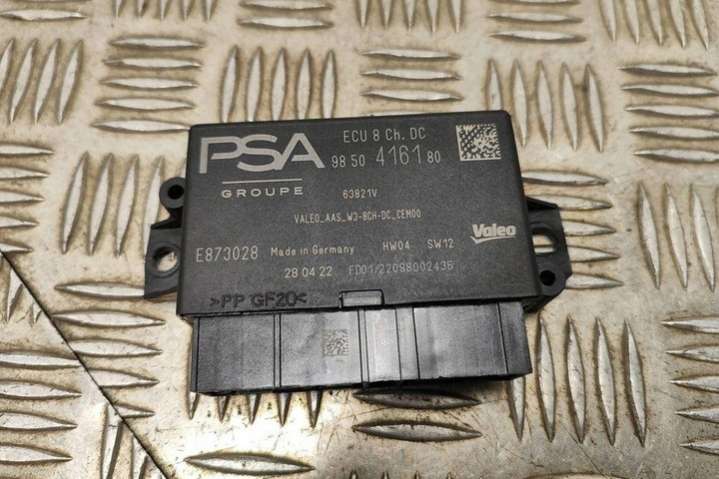 PSA
GROUPE
ECU 8 Ch. DC
98 50 4161 80
63821V
VALEO_AAS_W3-8CH-DC_CEM00
E873028 Made in Germany HW04 SW12 Valeo
28 04 22 FD01/22088002436
>PP GF20<